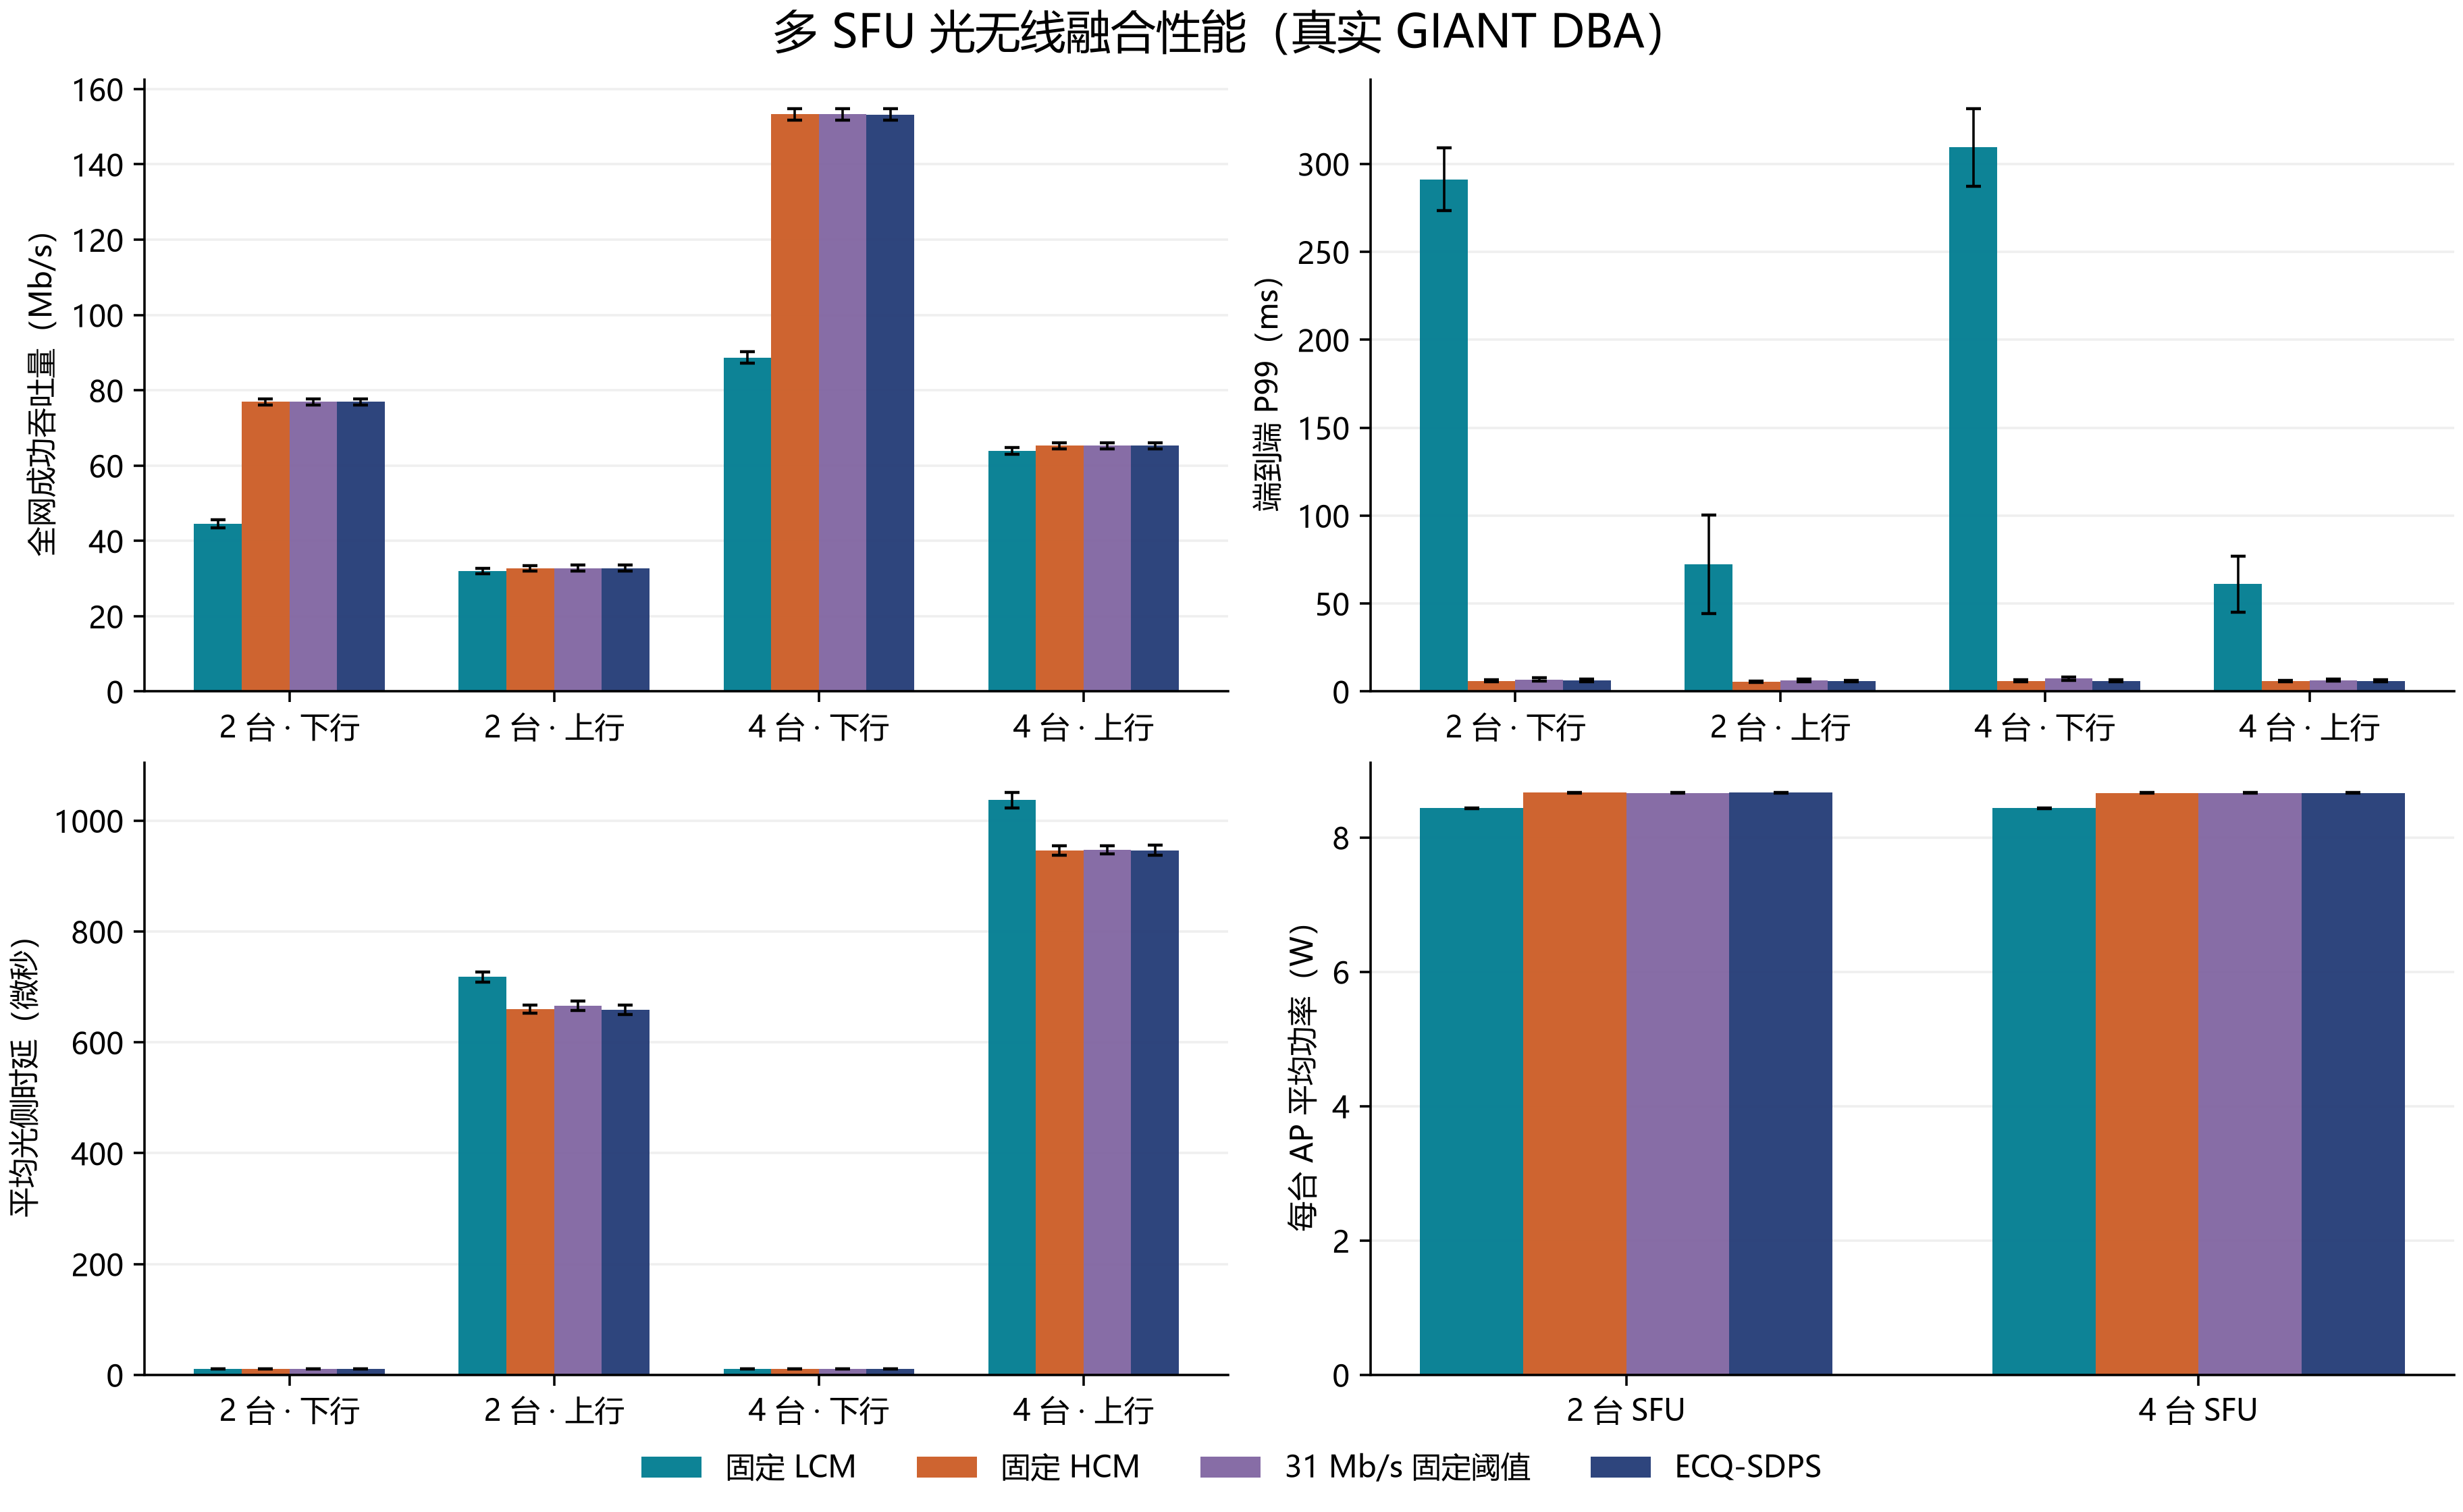 多 SFU 光无线融合性能（真实 GIANT DBA）
全网成功吞吐量（Mb/s）
160
140
120
100
80
60
40
20
0
2 台 · 下行
2 台 · 上行
4 台 · 下行
4 台 · 上行
端到端 P99（ms）
300
250
200
150
100
50
0
2 台 · 下行
2 台 · 上行
4 台 · 下行
4 台 · 上行
平均光侧时延（微秒）
1000
800
600
400
200
0
2 台 · 下行
2 台 · 上行
4 台 · 下行
4 台 · 上行
每台 AP 平均功率（W）
8
6
4
2
0
2 台 SFU
4 台 SFU
固定 LCM
固定 HCM
31 Mb/s 固定阈值
ECQ-SDPS